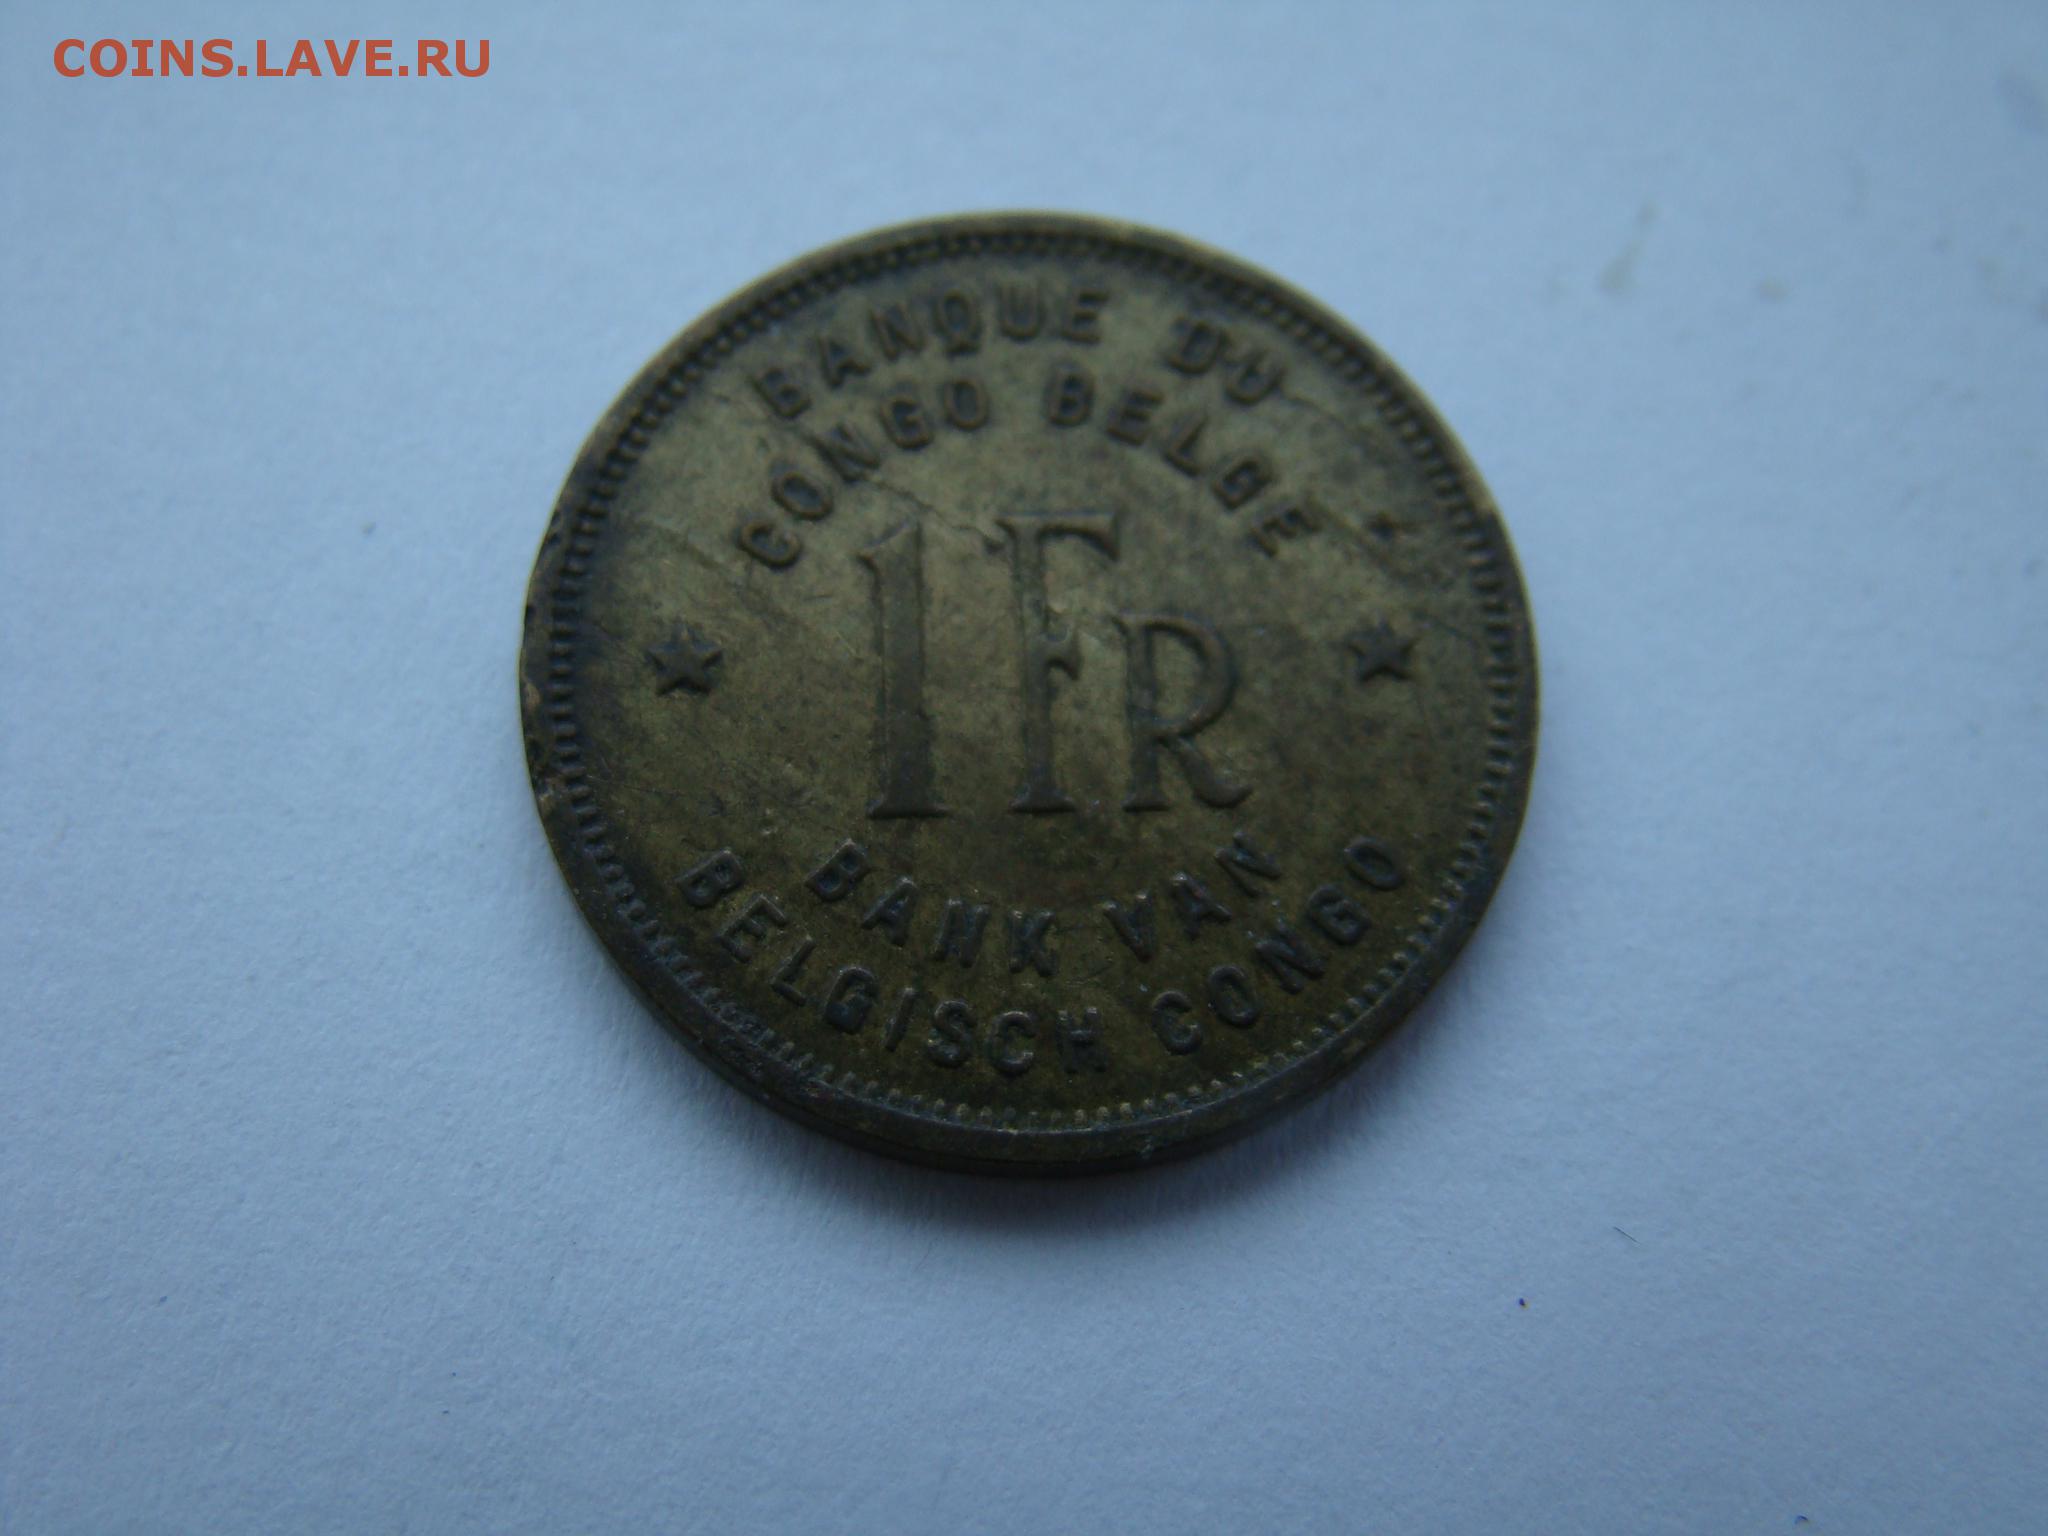 COINS.LAVE.RU
BANQUE DU
CONGO BELGE
1 FR
BANK VAN
BELGISCH CONGO